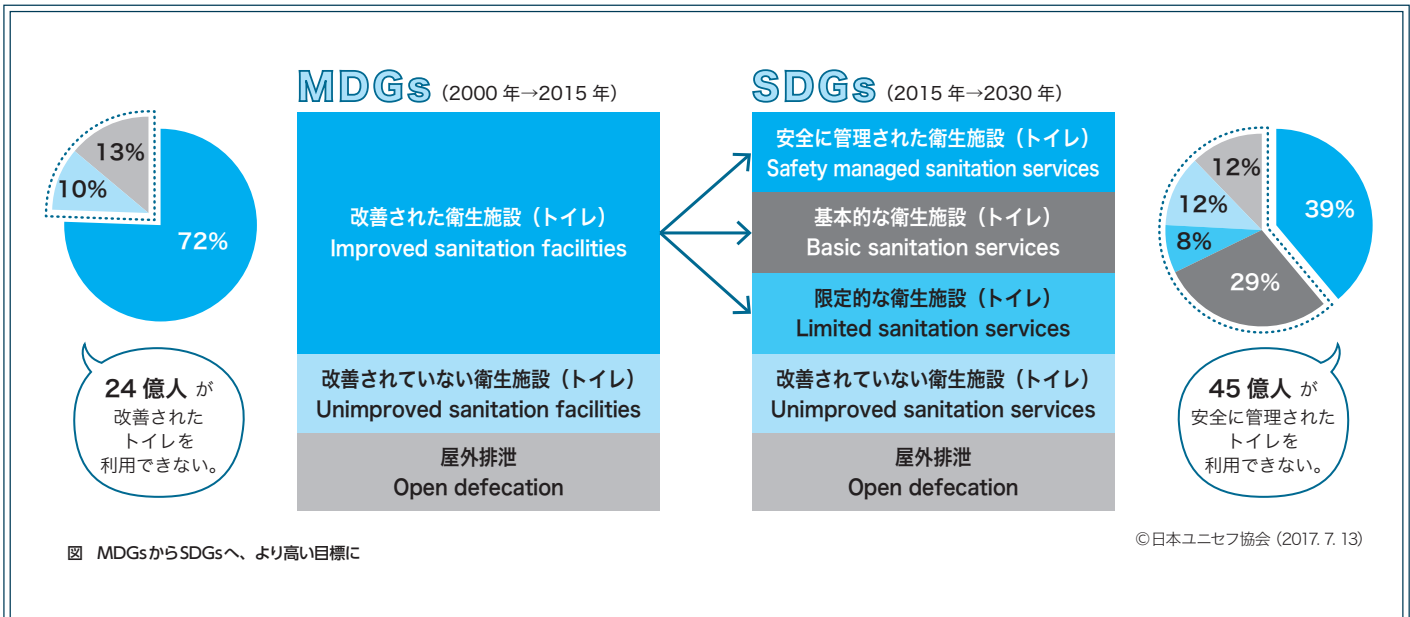 MDGs（2000 年→2015 年）
13%
10%
72%
24 億人 が
改善された
トイレを
利用できない。
改善された衛生施設（トイレ）
Improved sanitation facilities
改善されていない衛生施設（トイレ）
Unimproved sanitation facilities
屋外排泄
Open defecation
SDGs（2015 年→2030 年）
安全に管理された衛生施設（トイレ）
Safety managed sanitation services
基本的な衛生施設（トイレ）
Basic sanitation services
限定的な衛生施設（トイレ）
Limited sanitation services
改善されていない衛生施設（トイレ）
Unimproved sanitation services
屋外排泄
Open defecation
12%
12%
8%
29%
39%
45 億人 が
安全に管理された
トイレを
利用できない。
図　MDGsからSDGsへ、より高い目標に
©日本ユニセフ協会（2017. 7. 13）